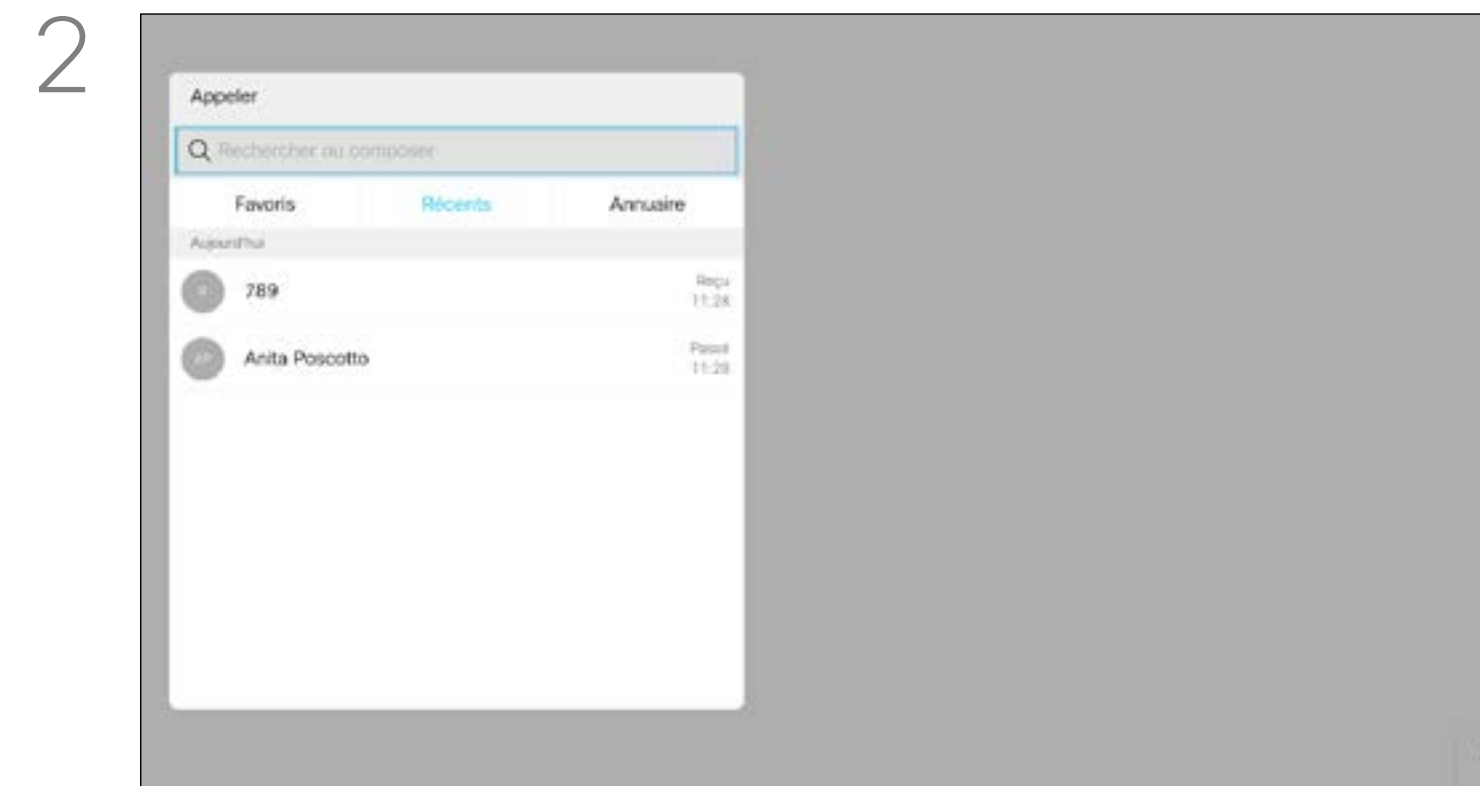 2
Appeler
Rechercher ou composer
Favoris Récents Annuaire
Aujourd'hui
789 Reçu
11:28
AP Anita Poscotto Passé
11:28